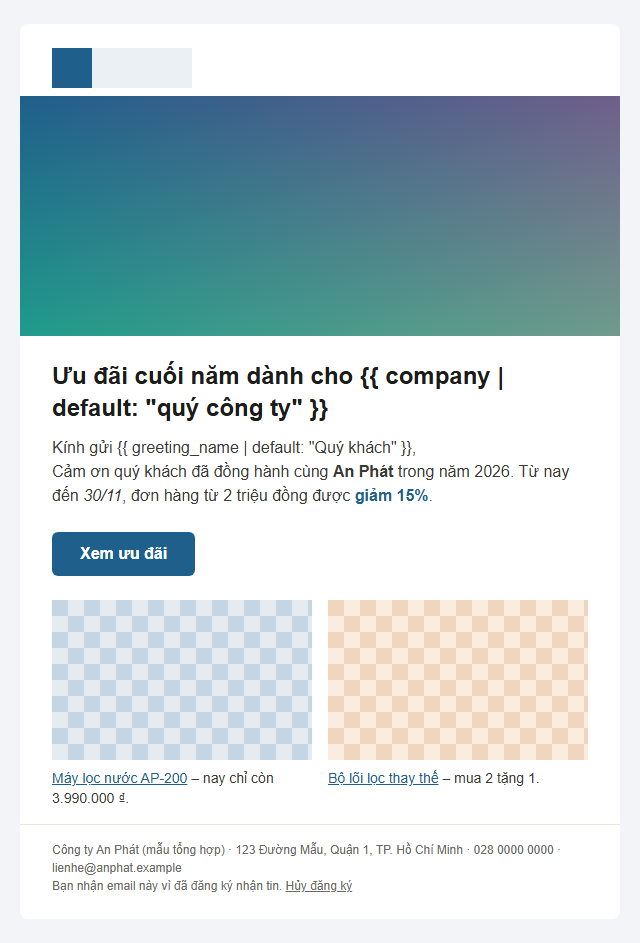 Ưu đãi cuối năm dành cho {{ company |
default: "quý công ty" }}
Kính gửi {{ greeting_name | default: "Quý khách" }},
Cảm ơn quý khách đã đồng hành cùng An Phát trong năm 2026. Từ nay
đến 30/11, đơn hàng từ 2 triệu đồng được giảm 15%.
Xem ưu đãi
Máy lọc nước AP-200 – nay chỉ còn
3.990.000 ₫.
Bộ lõi lọc thay thế – mua 2 tặng 1.
Công ty An Phát (mẫu tổng hợp) · 123 Đường Mẫu, Quận 1, TP. Hồ Chí Minh · 028 0000 0000 ·
lienhe@anphat.example
Bạn nhận email này vì đã đăng ký nhận tin. Hủy đăng ký